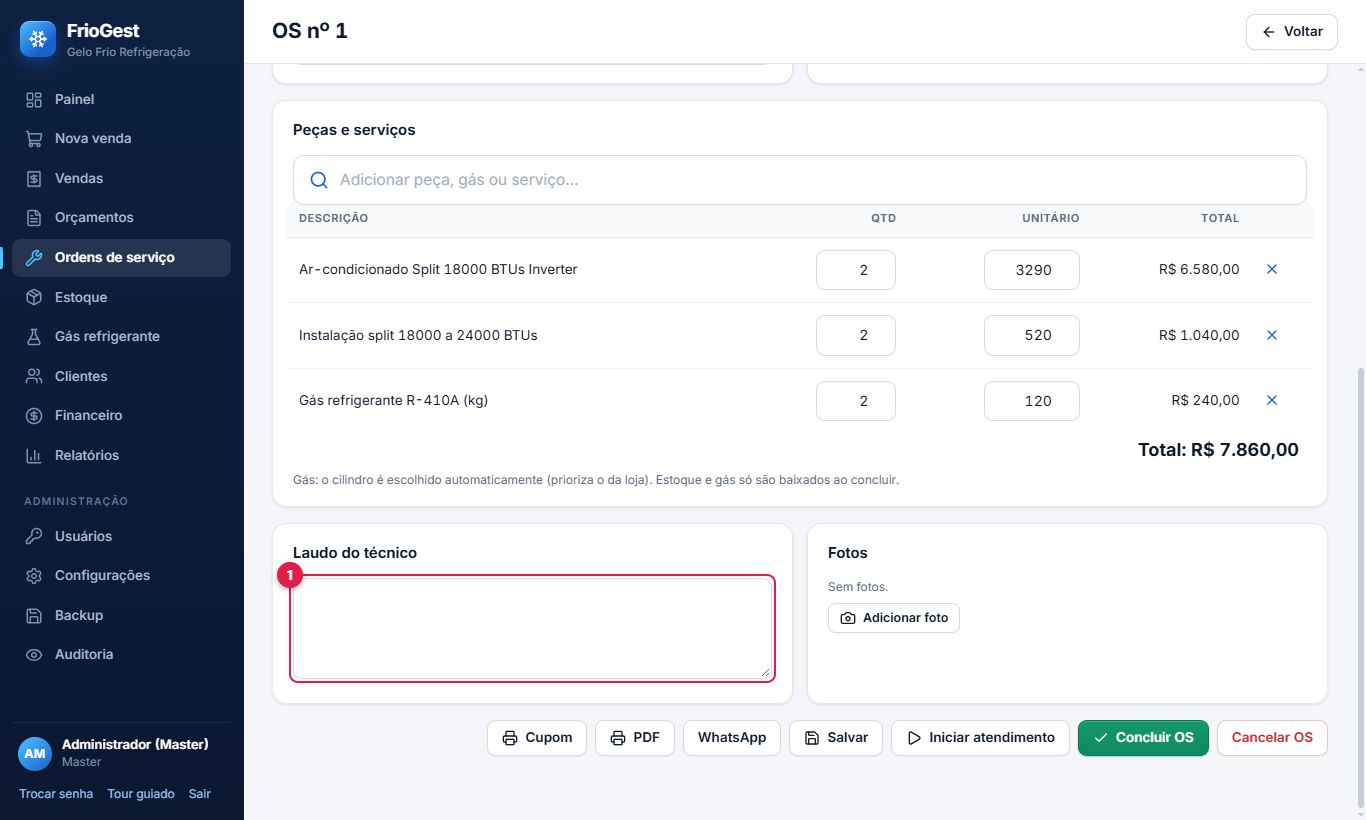 FrioGest
Gelo Frio Refrigeração
Painel
Nova venda
Vendas
Orçamentos
Ordens de serviço
Estoque
Gás refrigerante
Clientes
Financeiro
Relatórios
ADMINISTRAÇÃO
Usuários
Configurações
Backup
Auditoria
AM
Administrador (Master)
Master
Trocar senha Tour guiado Sair
OS nº 1
Voltar
Peças e serviços
Adicionar peça, gás ou serviço...
DESCRIÇÃO QTD UNITÁRIO TOTAL
Ar-condicionado Split 18000 BTUs Inverter 2 3290 R$ 6.580,00
Instalação split 18000 a 24000 BTUs 2 520 R$ 1.040,00
Gás refrigerante R-410A (kg) 2 120 R$ 240,00
Total: R$ 7.860,00
Gás: o cilindro é escolhido automaticamente (prioriza o da loja). Estoque e gás só são baixados ao concluir.
Laudo do técnico
1
Fotos
Sem fotos.
Adicionar foto
Cupom PDF WhatsApp Salvar Iniciar atendimento Concluir OS Cancelar OS